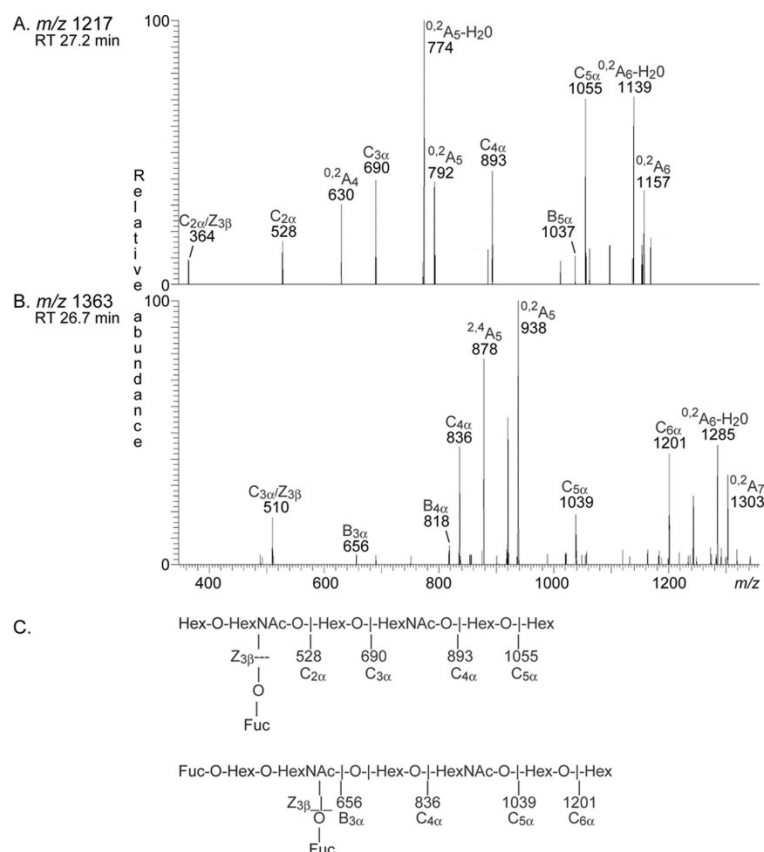 A. m/z 1217
RT 27.2 min
100
0,2A5-H20
774
C5α
1055
0,2A6-H20
1139
C3α
690
0,2A5
792
C4α
893
0,2A4
630
0,2A6
1157
C2α/Z3β
364
C2α
528
B5α
1037
0
Relative abundance
B. m/z 1363
RT 26.7 min
100
0,2A5
938
2,4A5
878
C4α
836
0,2A6-H20
1285
C6α
1201
0,2A7
1303
C3α/Z3β
510
C5α
1039
B4α
818
B3α
656
0
400 600 800 1000 1200 m/z
C.
Hex-O-HexNAc-O-|-Hex-O-|-HexNAc-O-|-Hex-O-|-Hex
Z3β--- 528 690 893 1055
C2α C3α C4α C5α
O
Fuc
Fuc-O-Hex-O-HexNAc-|-O-|-Hex-O-|-HexNAc-O-|-Hex-O-|-Hex
Z3β 656 836 1039 1201
O B3α C4α C5α C6α
Fuc